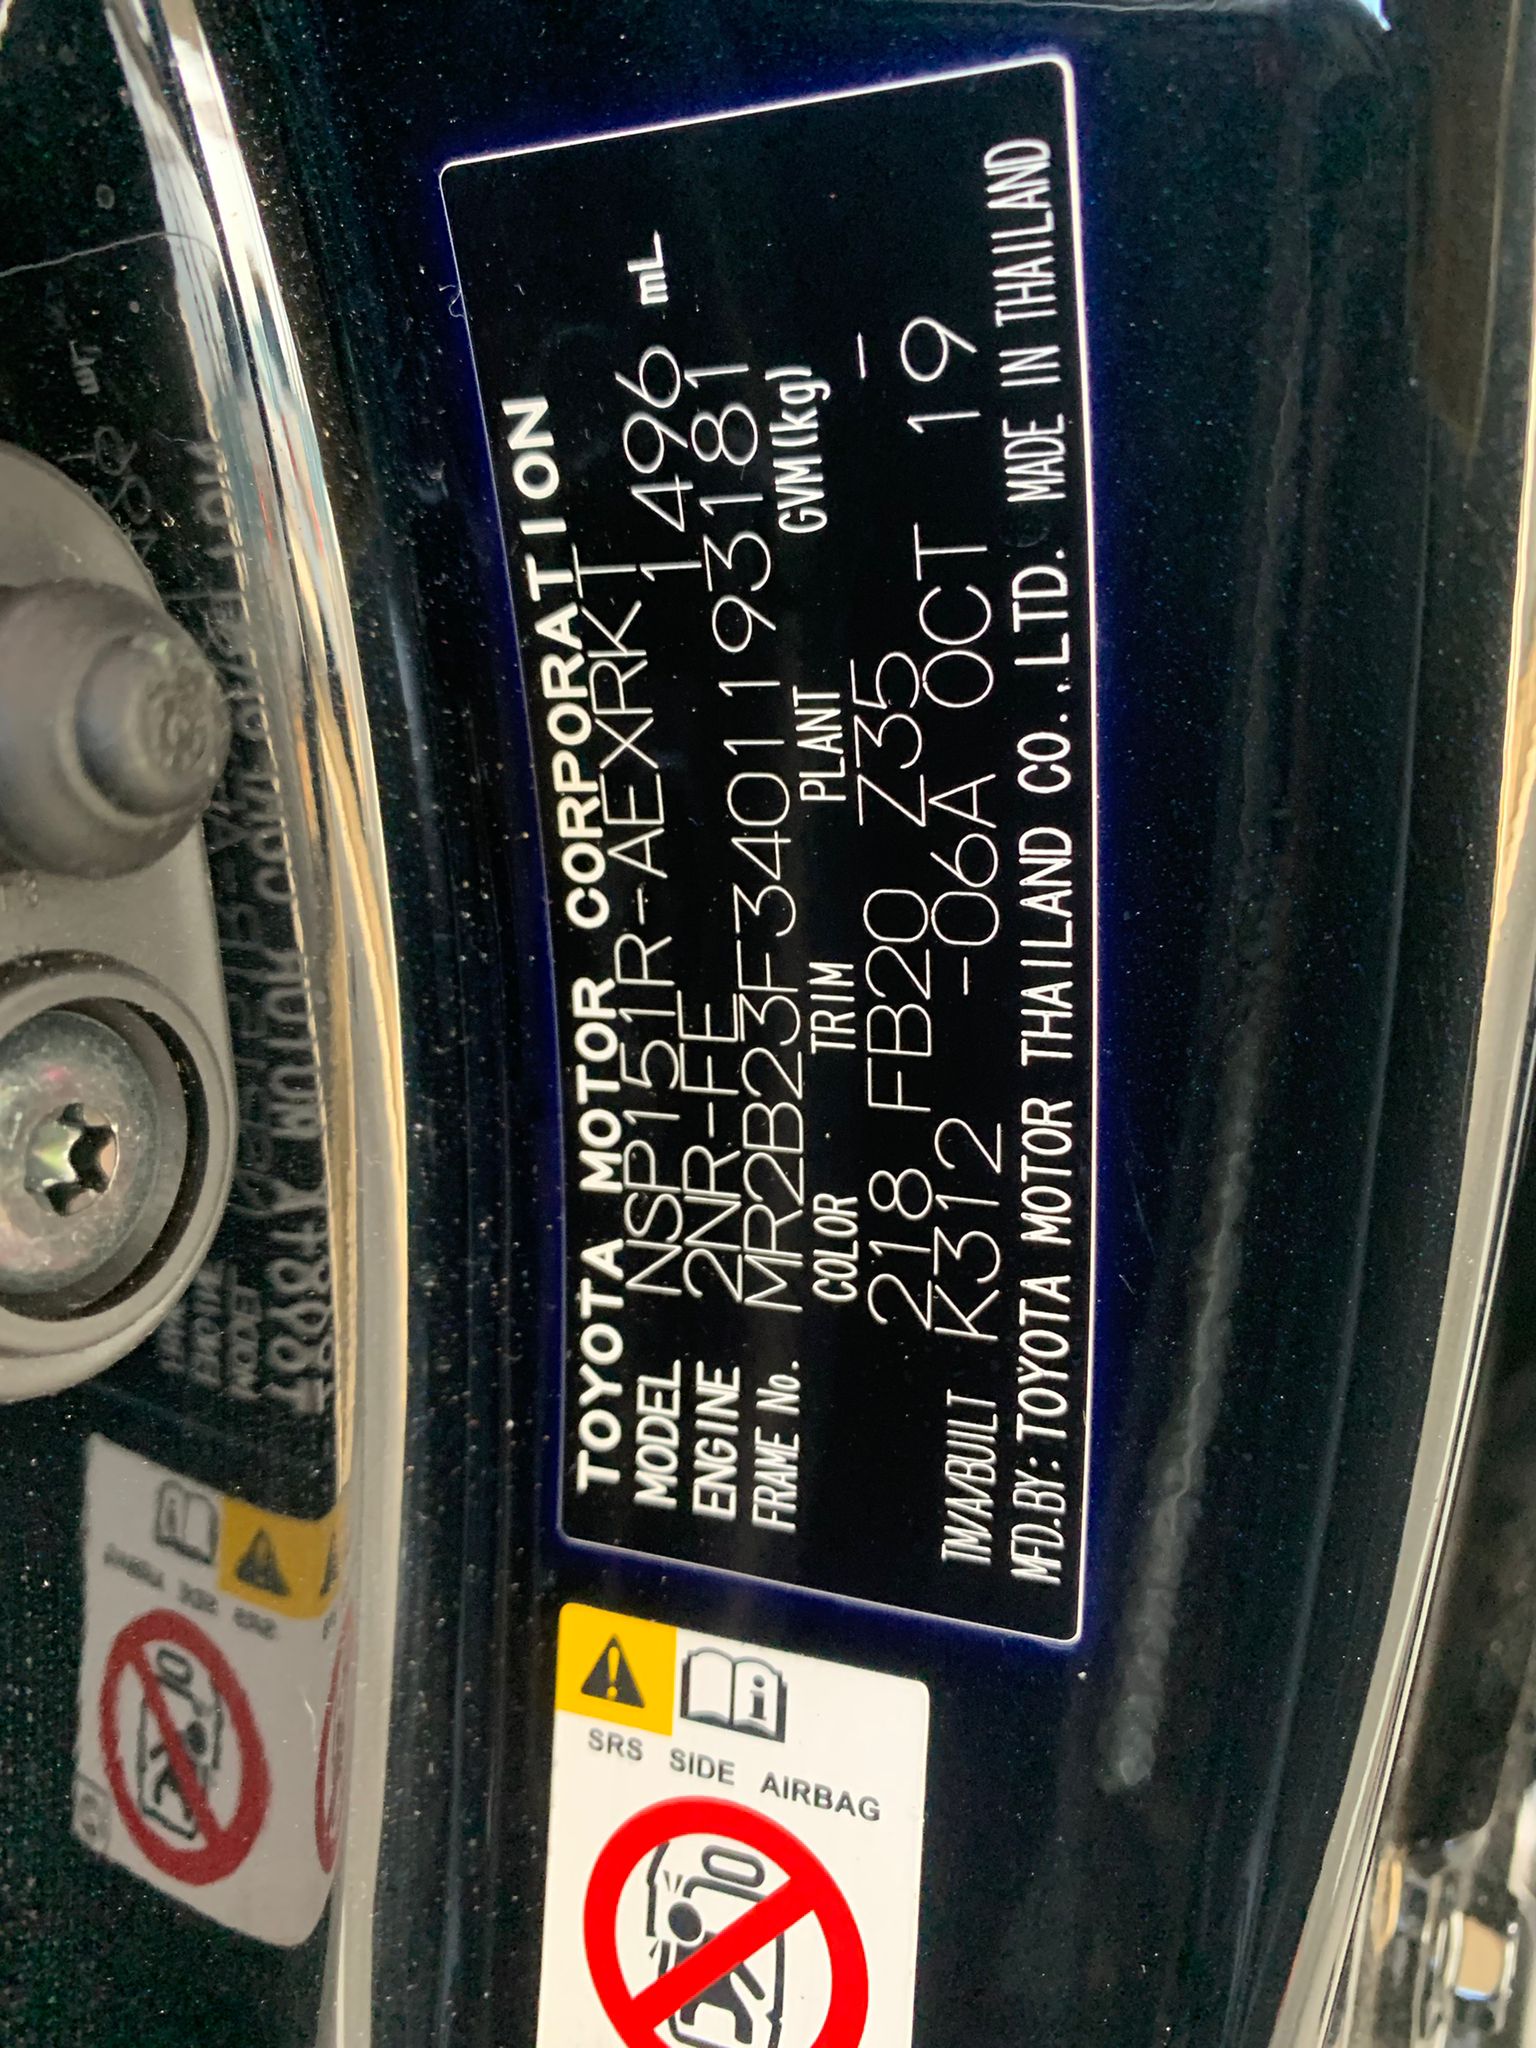 TOYOTA MOTOR CORPORATION
MODEL NSP151R-AEXRKT
ENGINE 2NR-FE 1496 mL
FRAME No. MR2B23F3401193181
COLOR TRIM PLANT GVM(kg)
218 FB20 Z35 -
TM/A/BUILT K312 -06A OCT 19
MFD.BY: TOYOTA MOTOR THAILAND CO.,LTD. MADE IN THAILAND
SRS SIDE AIRBAG